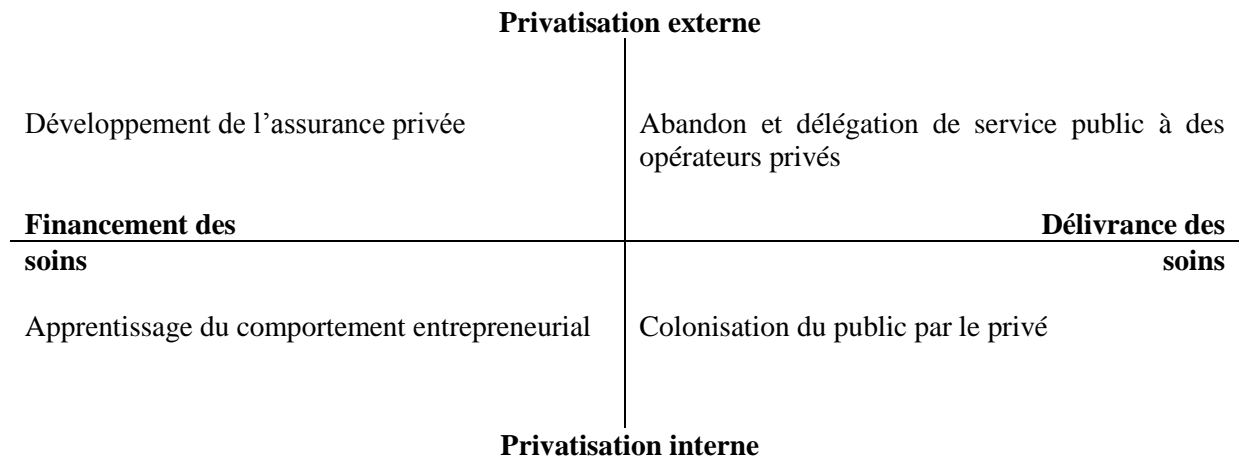 Privatisation externe
Développement de l’assurance privée
Abandon et délégation de service public à des
opérateurs privés
Financement des
soins
Délivrance des
soins
Apprentissage du comportement entrepreneurial
Colonisation du public par le privé
Privatisation interne